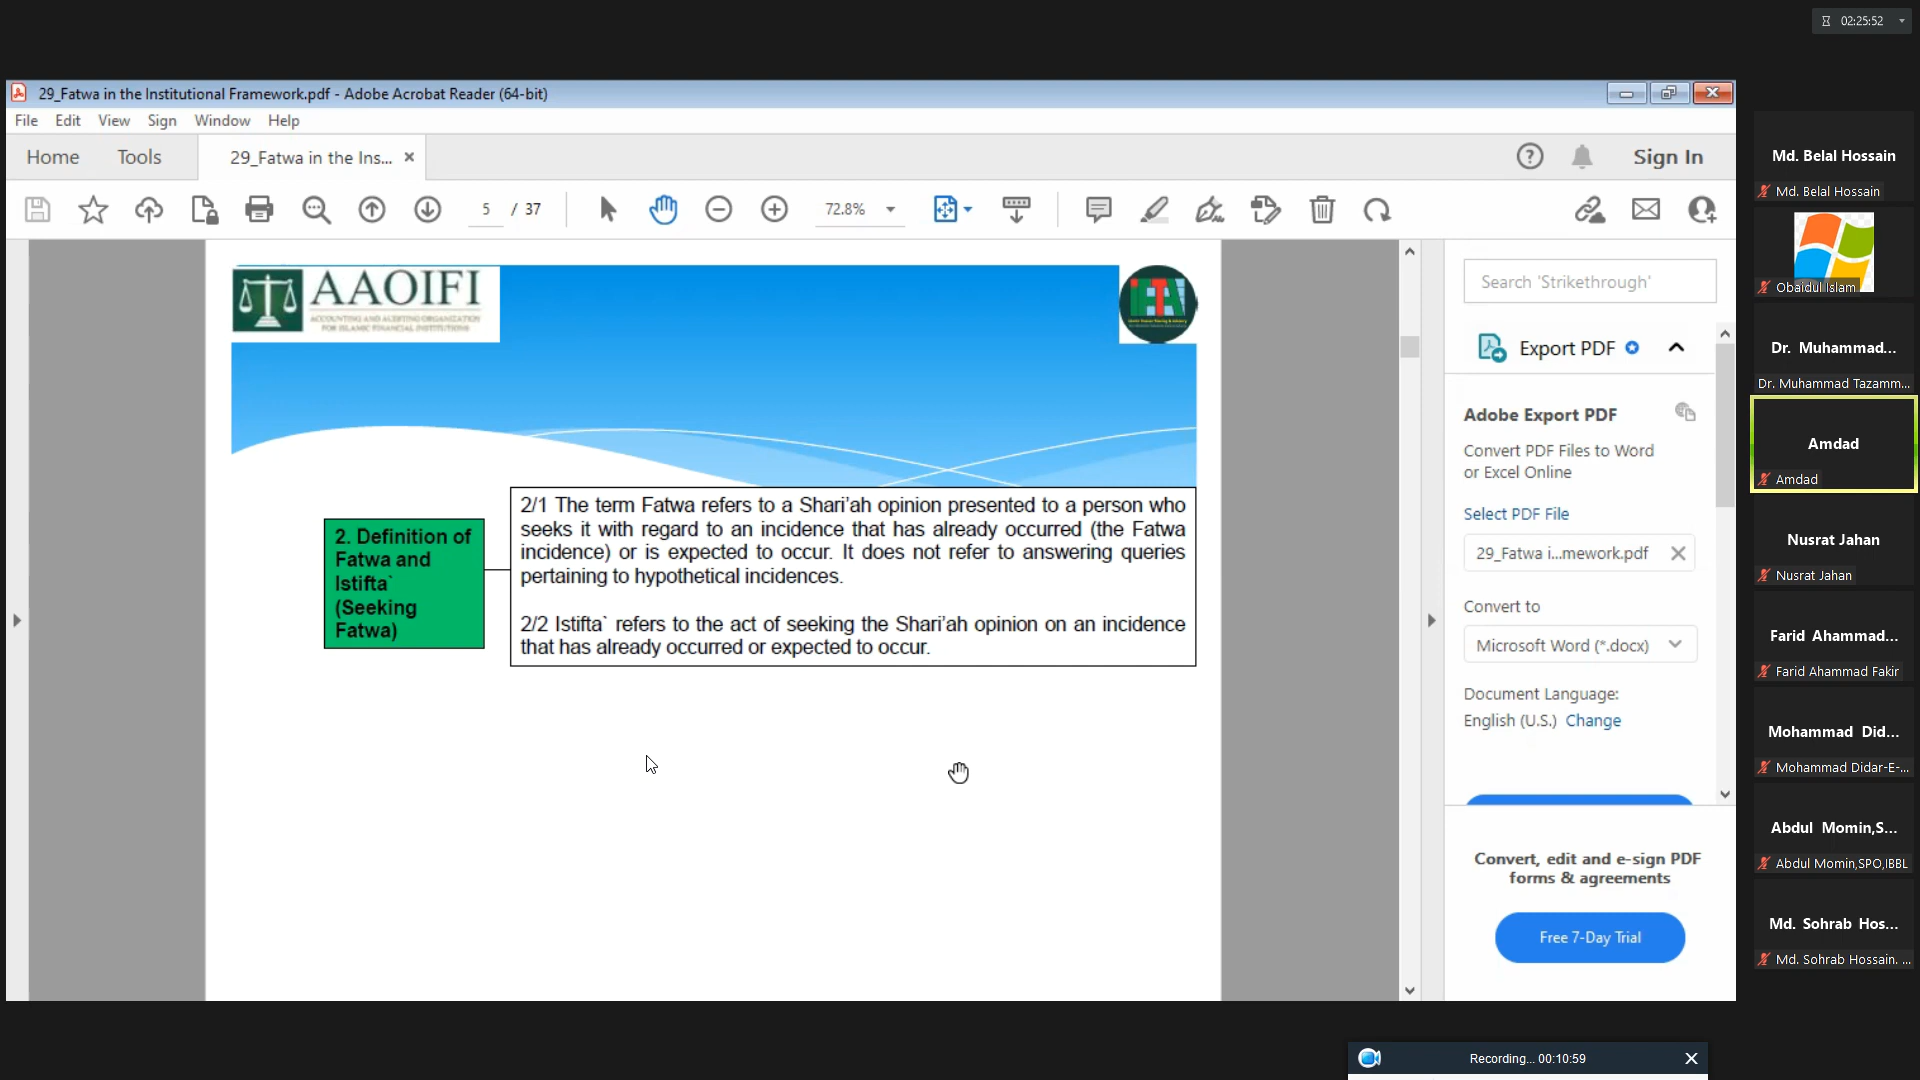 02:25:52
29_Fatwa in the Institutional Framework.pdf - Adobe Acrobat Reader (64-bit)
File Edit View Sign Window Help
Home Tools 29_Fatwa in the Ins... Sign In
5 / 37 72.8%
AAOIFI
ACCOUNTING AND AUDITING ORGANIZATION
FOR ISLAMIC FINANCIAL INSTITUTIONS
2. Definition of
Fatwa and
Istifta`
(Seeking
Fatwa)
2/1 The term Fatwa refers to a Shari’ah opinion presented to a person who
seeks it with regard to an incidence that has already occurred (the Fatwa
incidence) or is expected to occur. It does not refer to answering queries
pertaining to hypothetical incidences.
2/2 Istifta` refers to the act of seeking the Shari’ah opinion on an incidence
that has already occurred or expected to occur.
Search 'Strikethrough'
Export PDF
Adobe Export PDF
Convert PDF Files to Word
or Excel Online
Select PDF File
29_Fatwa i...mework.pdf
Convert to
Microsoft Word (*.docx)
Document Language:
English (U.S.) Change
Convert, edit and e-sign PDF
forms & agreements
Free 7-Day Trial
Md. Belal Hossain
Md. Belal Hossain
Obaidul Islam
Dr. Muhammad...
Dr. Muhammad Tazamm...
Amdad
Amdad
Nusrat Jahan
Nusrat Jahan
Farid Ahammad...
Farid Ahammad Fakir
Mohammad Did...
Mohammad Didar-E-...
Abdul Momin,S...
Abdul Momin,SPO,IBBL
Md. Sohrab Hos...
Md. Sohrab Hossain. ...
Recording... 00:10:59